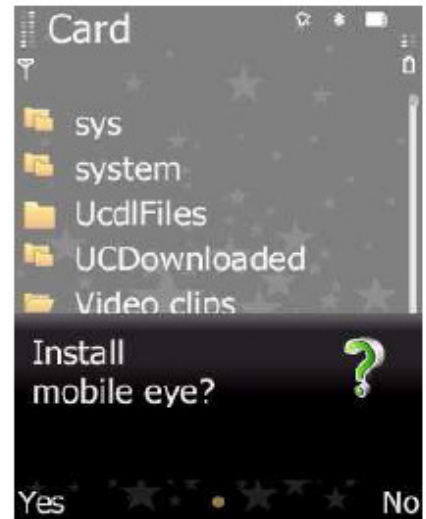 Card
sys
system
UcdlFiles
UCDownloaded
Video clips
Install
mobile eye?
Yes
No